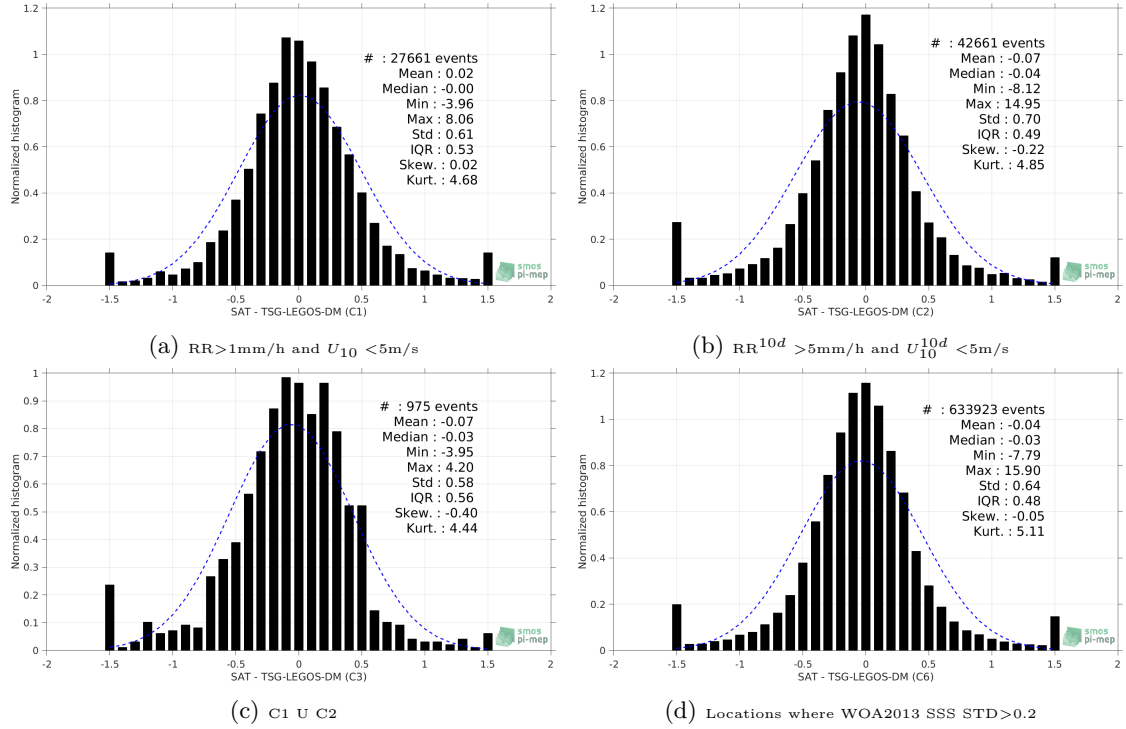 1.2
1
0.8
0.6
0.4
0.2
0
-2
-1.5
-1
-0.5
0
0.5
1
1.5
2
Normalized histogram
# : 27661 events
Mean : 0.02
Median : -0.00
Min : -3.96
Max : 8.06
Std : 0.61
IQR : 0.53
Skew. : 0.02
Kurt. : 4.68
smos
pi-mep
SAT - TSG-LEGOS-DM (C1)
(a) RR>1mm/h and U10 <5m/s
1.2
1
0.8
0.6
0.4
0.2
0
-2
-1.5
-1
-0.5
0
0.5
1
1.5
2
Normalized histogram
# : 42661 events
Mean : -0.07
Median : -0.04
Min : -8.12
Max : 14.95
Std : 0.70
IQR : 0.49
Skew. : -0.22
Kurt. : 4.85
smos
pi-mep
SAT - TSG-LEGOS-DM (C2)
(b) RR10d >5mm/h and U10d10 <5m/s
1
0.9
0.8
0.7
0.6
0.5
0.4
0.3
0.2
0.1
0
-2
-1.5
-1
-0.5
0
0.5
1
1.5
2
Normalized histogram
# : 975 events
Mean : -0.07
Median : -0.03
Min : -3.95
Max : 4.20
Std : 0.58
IQR : 0.56
Skew. : -0.40
Kurt. : 4.44
smos
pi-mep
SAT - TSG-LEGOS-DM (C3)
(c) C1 U C2
1.2
1
0.8
0.6
0.4
0.2
0
-2
-1.5
-1
-0.5
0
0.5
1
1.5
2
Normalized histogram
# : 633923 events
Mean : -0.04
Median : -0.03
Min : -7.79
Max : 15.90
Std : 0.64
IQR : 0.48
Skew. : -0.05
Kurt. : 5.11
smos
pi-mep
SAT - TSG-LEGOS-DM (C6)
(d) Locations where WOA2013 SSS STD>0.2